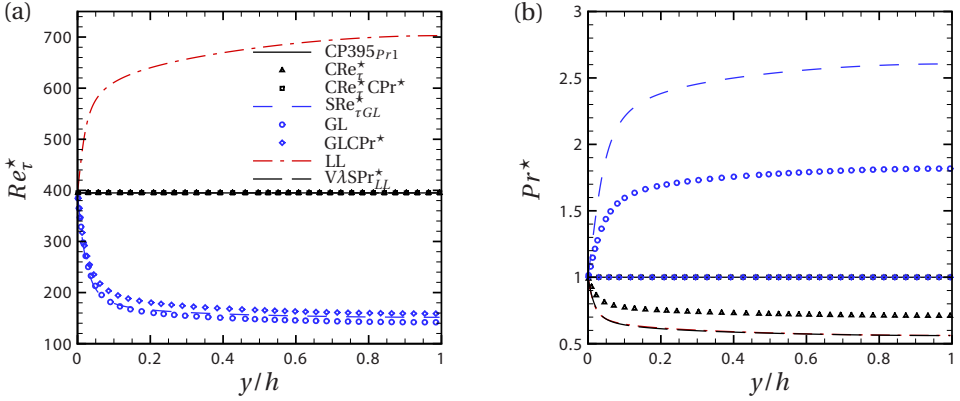 (a)
700
600
500
400
300
200
100
0
0.2
0.4
0.6
0.8
1
y/h
Re★τ
CP395Pr1
CRe★τ
CRe★τCPr★
SRe★τGL
GL
GLCPr★
LL
VλSPr★LL
(b)
3
2.5
2
1.5
1
0.5
0
0.2
0.4
0.6
0.8
1
y/h
Pr★